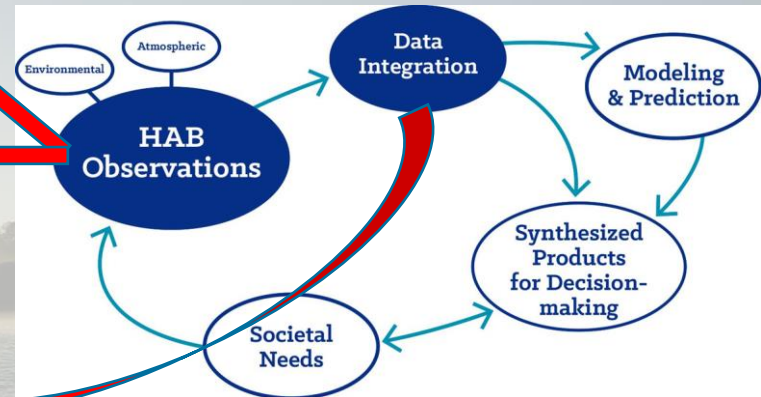 Environmental
Atmospheric
HAB
Observations
Data
Integration
Modeling
& Prediction
Synthesized
Products
for Decision-
making
Societal
Needs